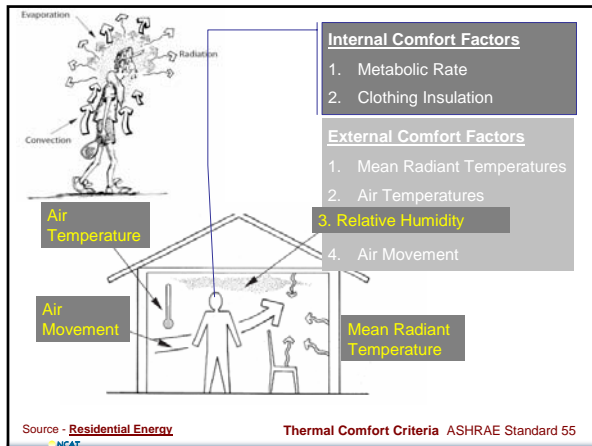 Evaporation
Radiation
Convection
Internal Comfort Factors
1. Metabolic Rate
2. Clothing Insulation
External Comfort Factors
1. Mean Radiant Temperatures
2. Air Temperatures
3. Relative Humidity
4. Air Movement
Air
Temperature
Air
Movement
Mean Radiant
Temperature
Source - Residential Energy
Thermal Comfort Criteria ASHRAE Standard 55
NCAT